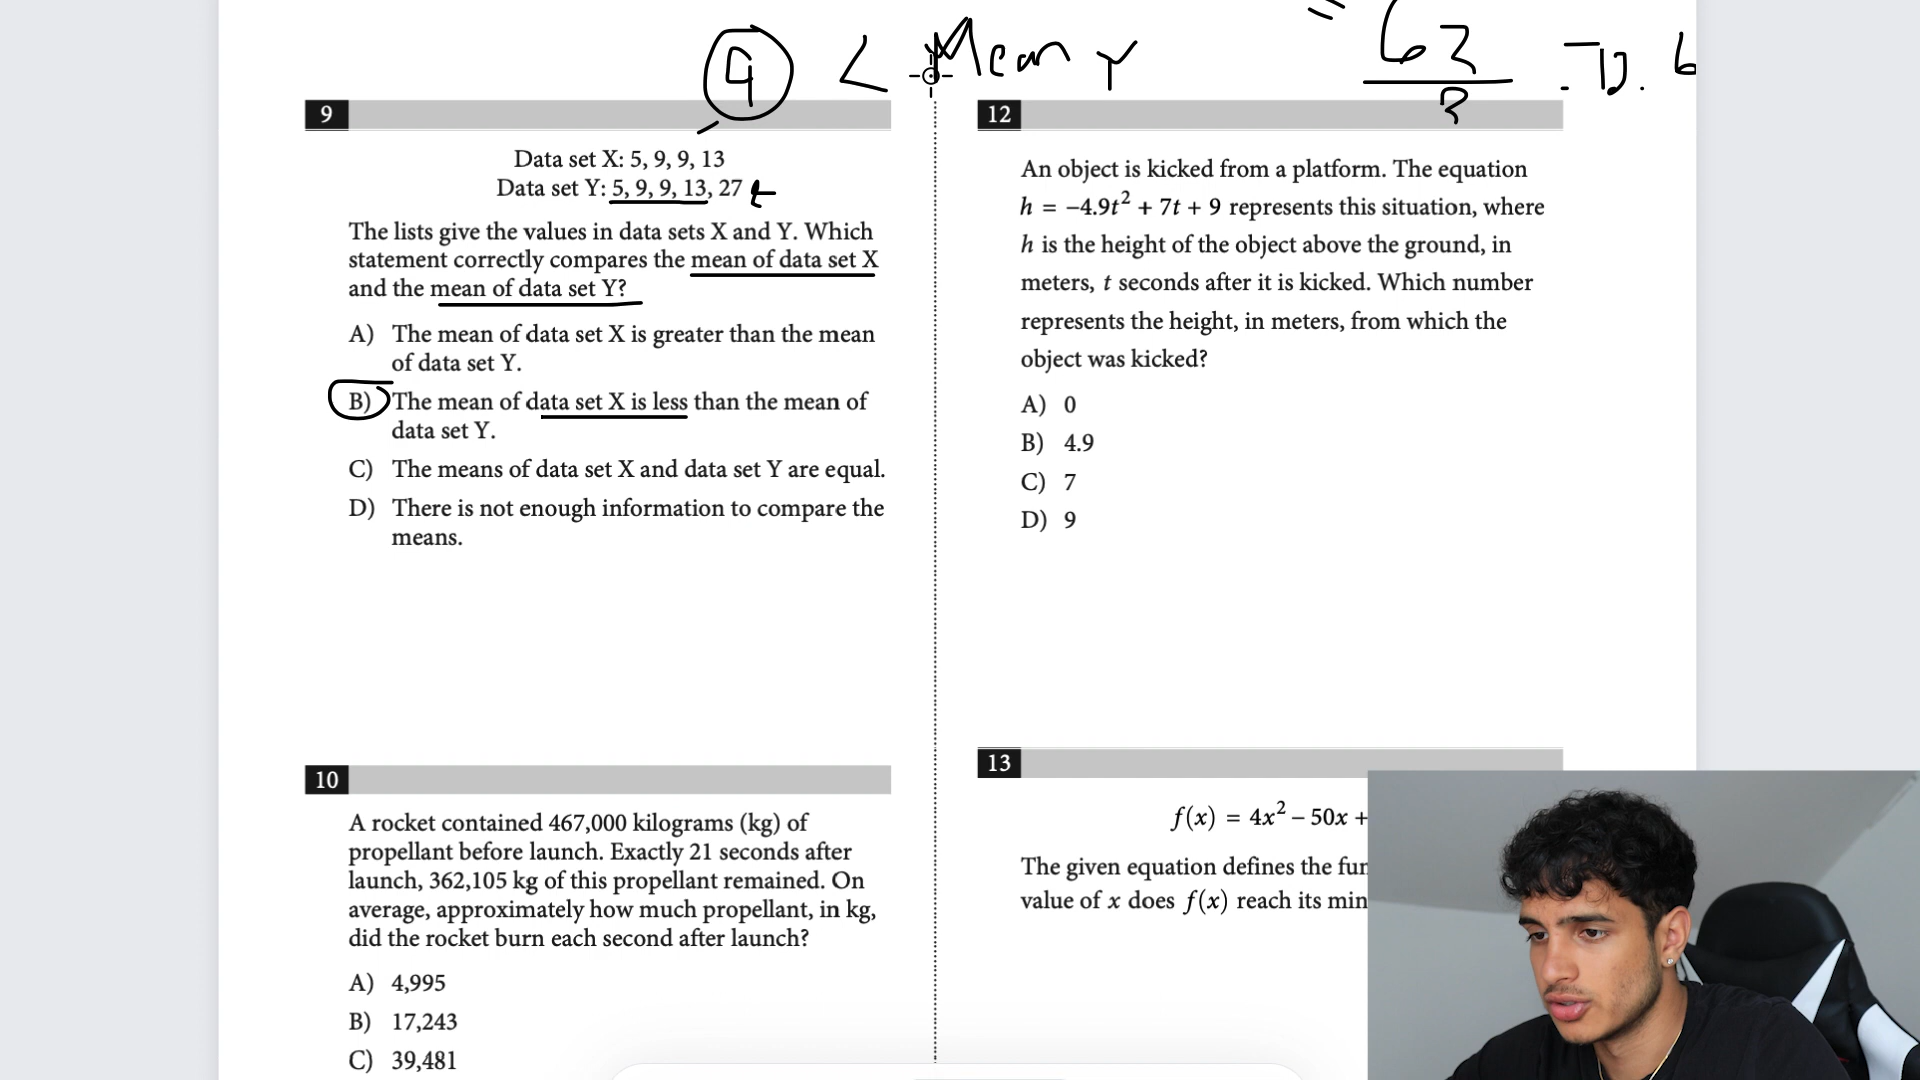 9 < Mean Y
9
Data set X: 5, 9, 9, 13
Data set Y: 5, 9, 9, 13, 27
The lists give the values in data sets X and Y. Which
statement correctly compares the mean of data set X
and the mean of data set Y?
A) The mean of data set X is greater than the mean
of data set Y.
B) The mean of data set X is less than the mean of
data set Y.
C) The means of data set X and data set Y are equal.
D) There is not enough information to compare the
means.
10
A rocket contained 467,000 kilograms (kg) of
propellant before launch. Exactly 21 seconds after
launch, 362,105 kg of this propellant remained. On
average, approximately how much propellant, in kg,
did the rocket burn each second after launch?
A) 4,995
B) 17,243
C) 39,481
=
63
12
An object is kicked from a platform. The equation
h = −4.9t² + 7t + 9 represents this situation, where
h is the height of the object above the ground, in
meters, t seconds after it is kicked. Which number
represents the height, in meters, from which the
object was kicked?
A) 0
B) 4.9
C) 7
D) 9
13
f(x) = 4x² − 50x +
The given equation defines the
value of x does f(x) reach its